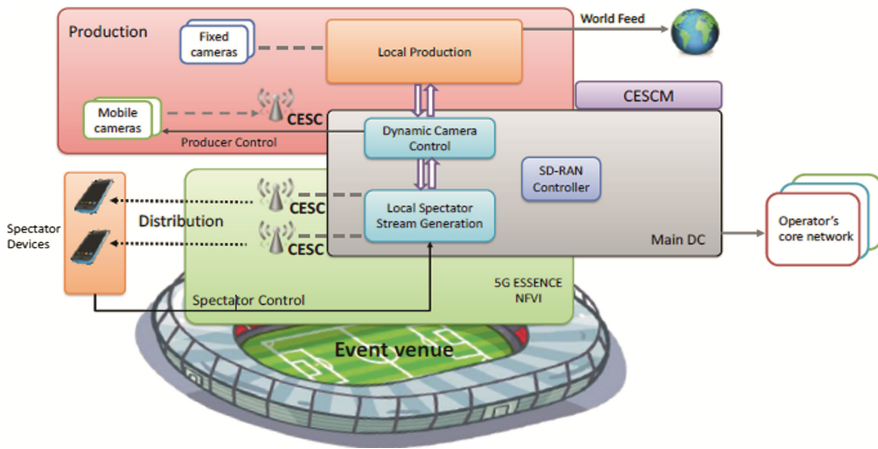 Production
Fixed
cameras
Local Production
World Feed
CESCM
Mobile
cameras
CESC
Producer Control
Dynamic Camera
Control
SD-RAN
Controller
Spectator
Devices
Distribution
CESC
CESC
Local Spectator
Stream Generation
Main DC
Operator's
core network
Spectator Control
5G ESSENCE
NFVI
Event venue